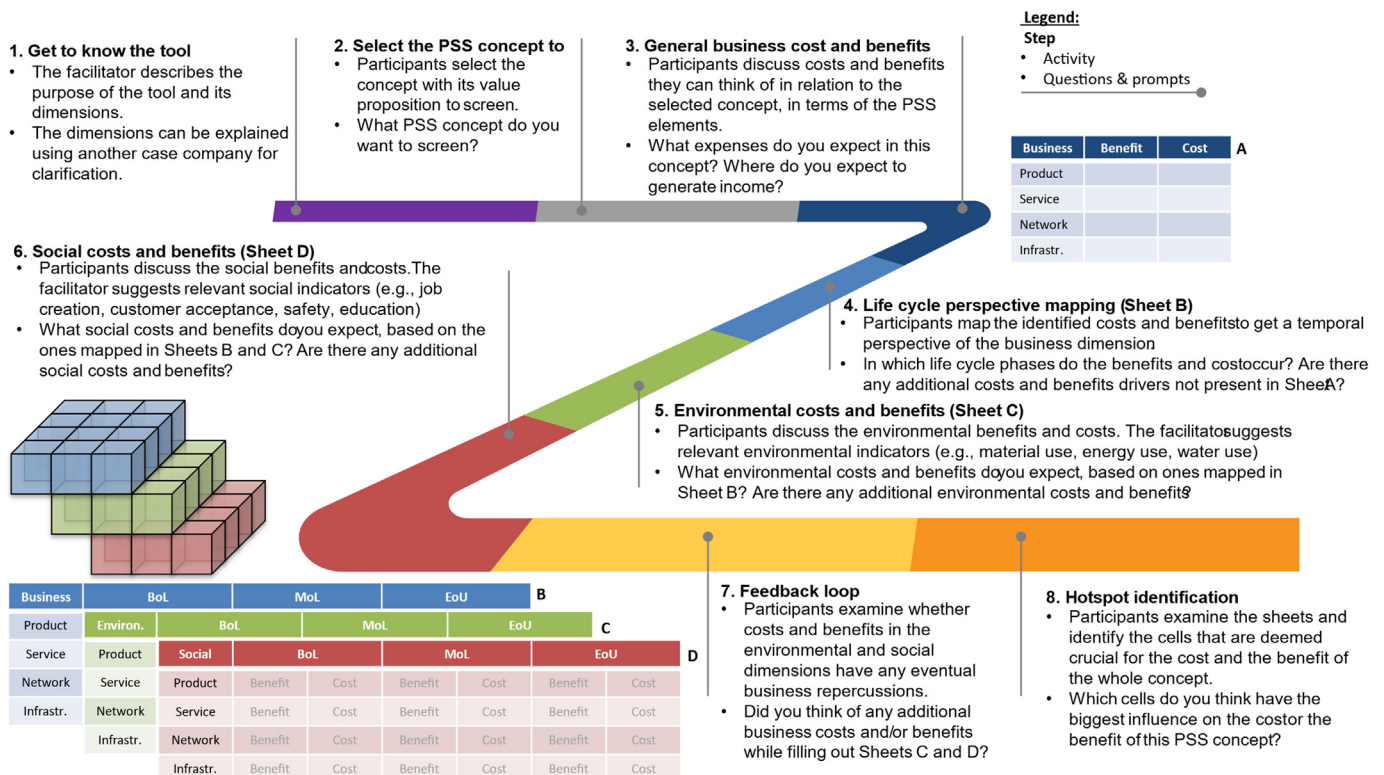 1. Get to know the tool
• The facilitator describes the
purpose of the tool and its
dimensions.
• The dimensions can be explained
using another case company for
clarification.
2. Select the PSS concept to
• Participants select the
concept with its value
proposition to screen.
• What PSS concept do you
want to screen?
3. General business cost and benefits
• Participants discuss costs and benefits
they can think of in relation to the
selected concept, in terms of the PSS
elements.
• What expenses do you expect in this
concept? Where do you expect to
generate income?
Legend:
Step
• Activity
• Questions & prompts
Business Benefit Cost A
Product
Service
Network
Infrastr.
4. Life cycle perspective mapping (Sheet B)
• Participants map the identified costs and benefitsto get a temporal
perspective of the business dimension
• In which life cycle phases do the benefits and costoccur? Are there
any additional costs and benefits drivers not present in SheetA?
5. Environmental costs and benefits (Sheet C)
• Participants discuss the environmental benefits and costs. The facilitatorsuggests
relevant environmental indicators (e.g., material use, energy use, water use)
• What environmental costs and benefits doyou expect, based on ones mapped in
Sheet B? Are there any additional environmental costs and benefits?
6. Social costs and benefits (Sheet D)
• Participants discuss the social benefits andcosts.The
facilitator suggests relevant social indicators (e.g., job
creation, customer acceptance, safety, education)
• What social costs and benefits doyou expect, based on the
ones mapped in Sheets B and C? Are there any additional
social costs and benefits?
Business BoL MoL EoU B
Product Environ. BoL MoL EoU C
Service Product Social BoL MoL EoU D
Network Service Product Benefit Cost Benefit Cost Benefit Cost
Infrastr. Network Service Benefit Cost Benefit Cost Benefit Cost
Infrastr. Network Benefit Cost Benefit Cost Benefit Cost
Infrastr. Benefit Cost Benefit Cost Benefit Cost
7. Feedback loop
• Participants examine whether
costs and benefits in the
environmental and social
dimensions have any eventual
business repercussions.
• Did you think of any additional
business costs and/or benefits
while filling out Sheets C and D?
8. Hotspot identification
• Participants examine the sheets and
identify the cells that are deemed
crucial for the cost and the benefit of
the whole concept.
• Which cells do you think have the
biggest influence on the costor the
benefit of this PSS concept?